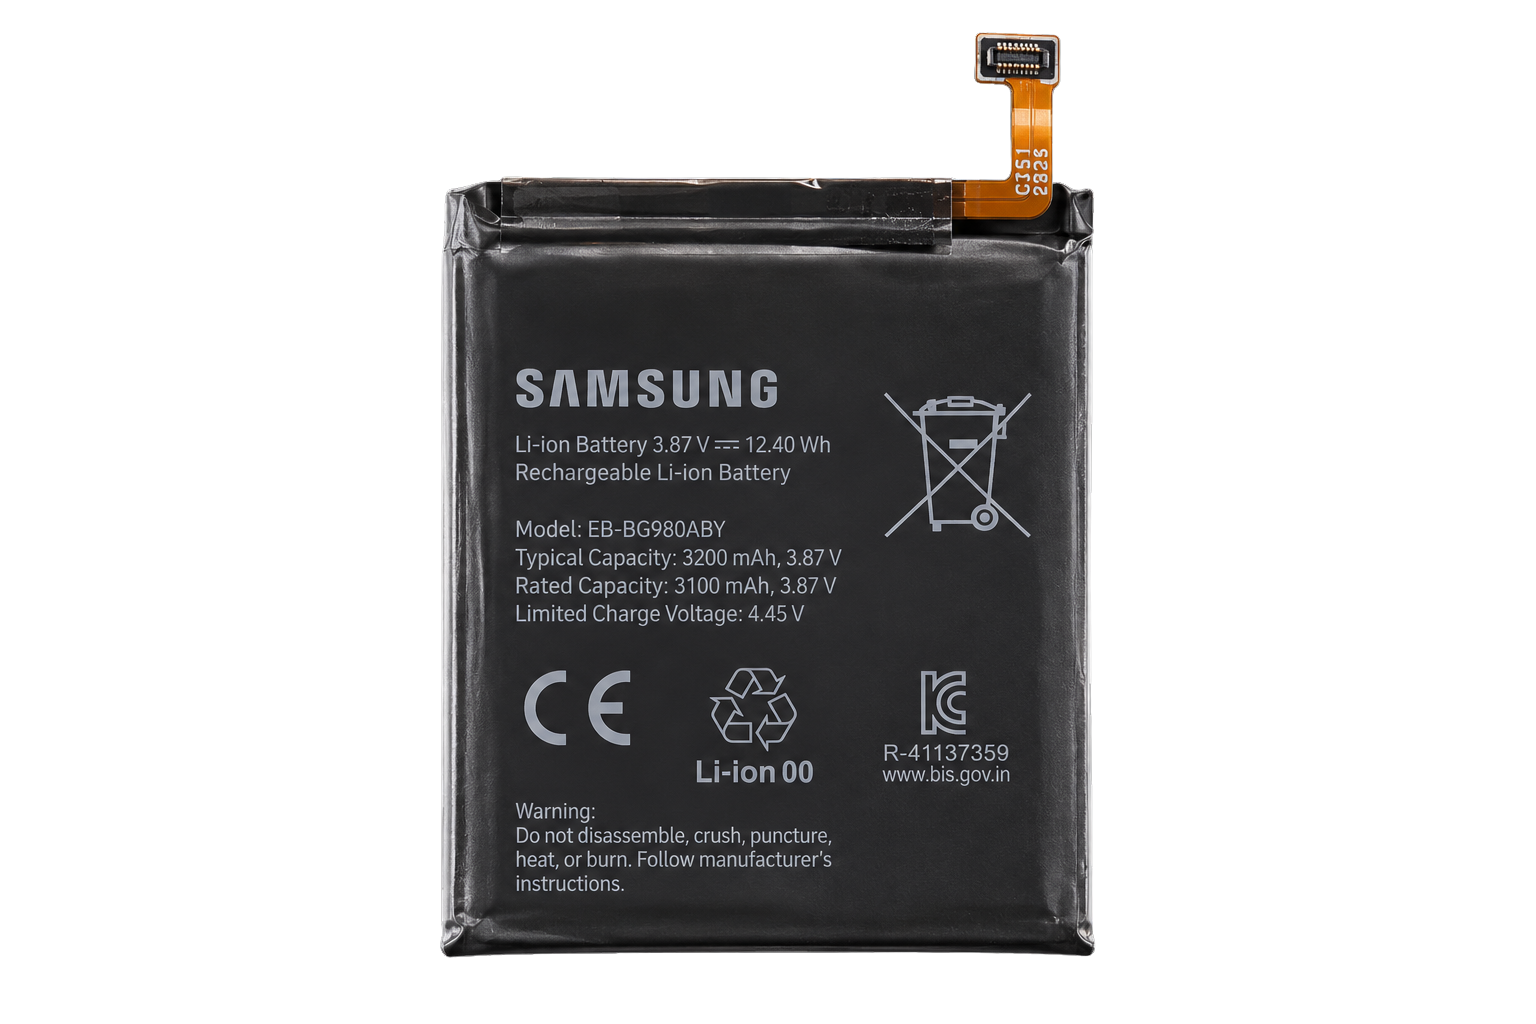 C351
2825
SAMSUNG
Li-ion Battery 3.87 V ⎓ 12.40 Wh
Rechargeable Li-ion Battery
Model: EB-BG980ABY
Typical Capacity: 3200 mAh, 3.87 V
Rated Capacity: 3100 mAh, 3.87 V
Limited Charge Voltage: 4.45 V
CE
KC
Li-ion 00
R-41137359
www.bis.gov.in
Warning:
Do not disassemble, crush, puncture,
heat, or burn. Follow manufacturer's
instructions.